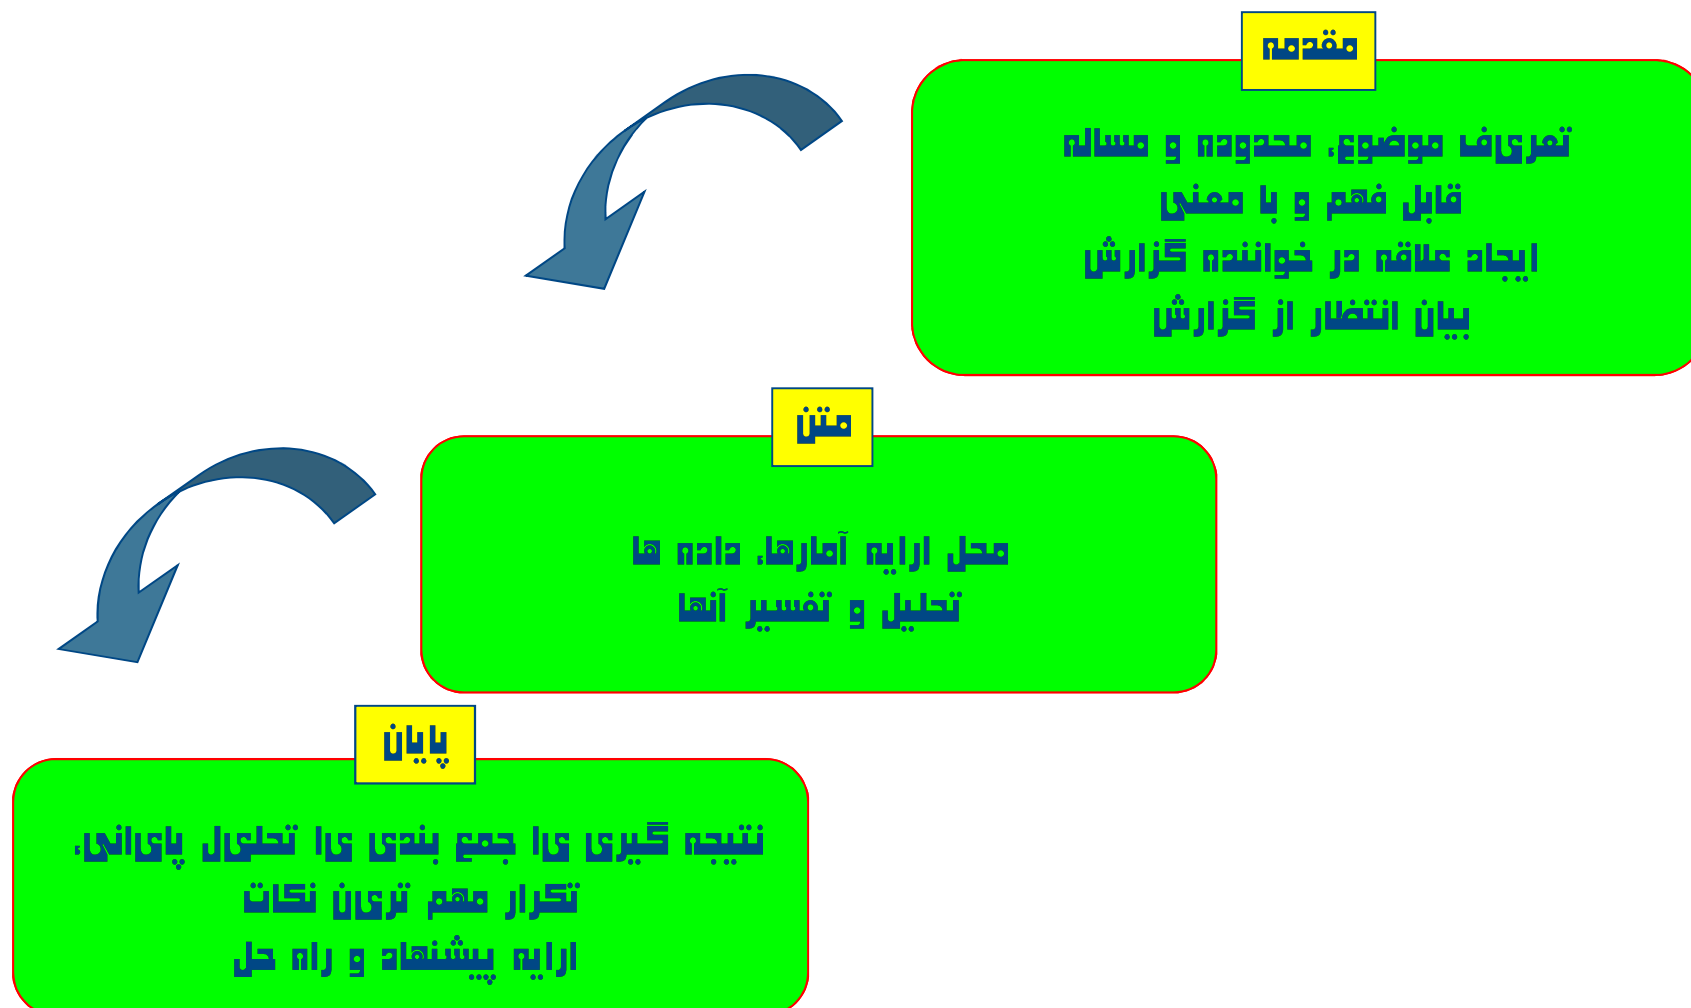 مقدمه
تعریف موضوع، محدوده و مساله
قابل فهم و با معنی
ایجاد علاقه در خواننده گزارش
بیان انتظار از گزارش
متن
محل ارایه آمارها، داده ها
تحلیل و تفسیر آنها
پایان
نتیجه گیری یا جمع بندی یا تحلیل پایانی،
تکرار مهم ترین نکات
ارایه پیشنهاد و راه حل